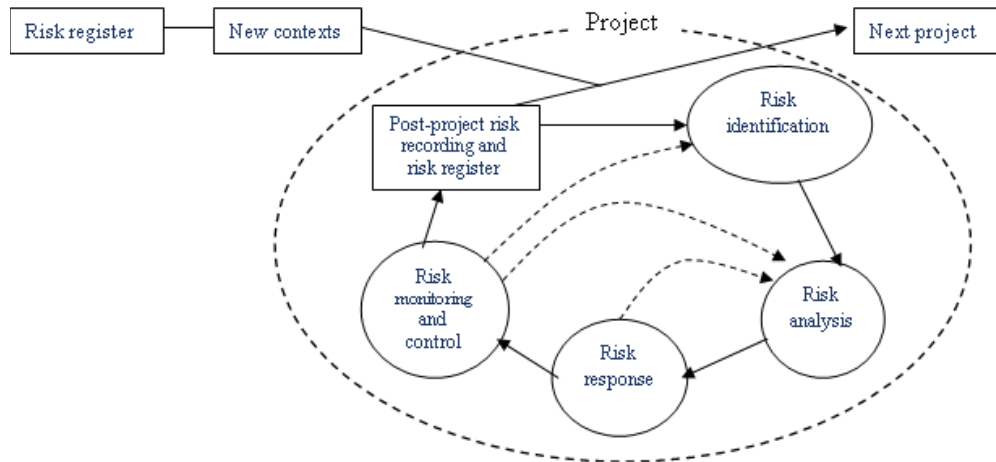 Project
Risk register
New contexts
Next project
Post-project risk
recording and
risk register
Risk
identification
Risk
monitoring
and
control
Risk
analysis
Risk
response